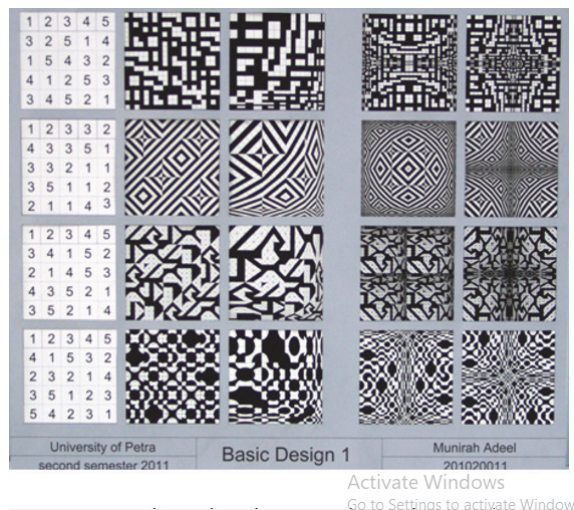 1 2 3 4 5
3 2 5 1 4
1 5 4 3 2
4 1 2 5 3
3 4 5 2 1
1 2 3 3 2
4 3 3 5 1
3 3 2 1 1
3 5 1 1 2
2 1 1 4 3
1 2 3 4 5
3 4 1 5 2
2 1 4 5 3
4 3 5 2 1
3 5 2 1 4
1 2 3 4 5
4 1 5 3 2
2 3 2 1 4
3 5 1 2 3
5 4 2 3 1
University of Petra
second semester 2011
Basic Design 1
Munirah Adeel
201020011
Activate Windows
Go to Settings to activate Window